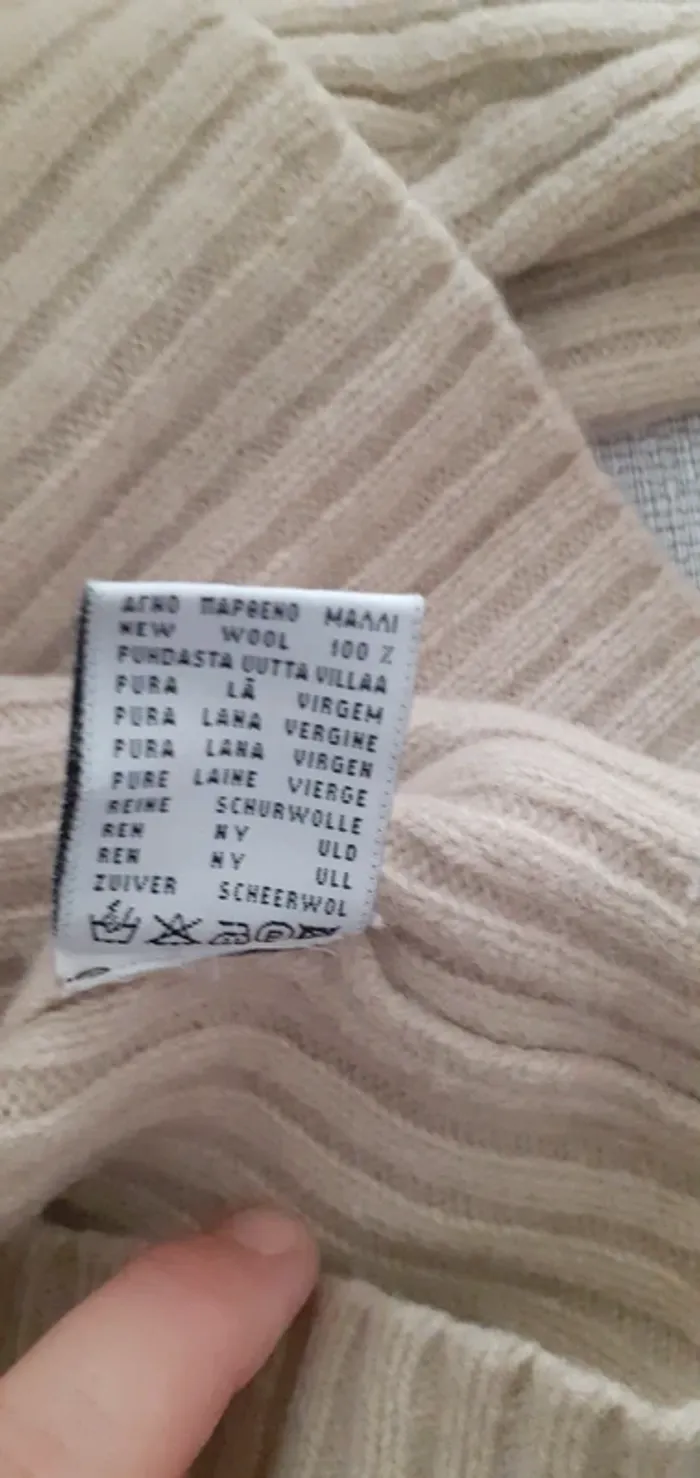 ΑΓΝΟ ΠΑΡΘΕΝΟ ΜΑΛΛΙ
NEW WOOL 100 %
PUHDASTA UUTTA VILLAA
PURA LÃ VIRGEM
PURA LANA VERGINE
PURA LANA VIRGEN
PURE LAINE VIERGE
REINE SCHURWOLLE
REN NY ULD
REN NY ULL
ZUIVER SCHEERWOL
P